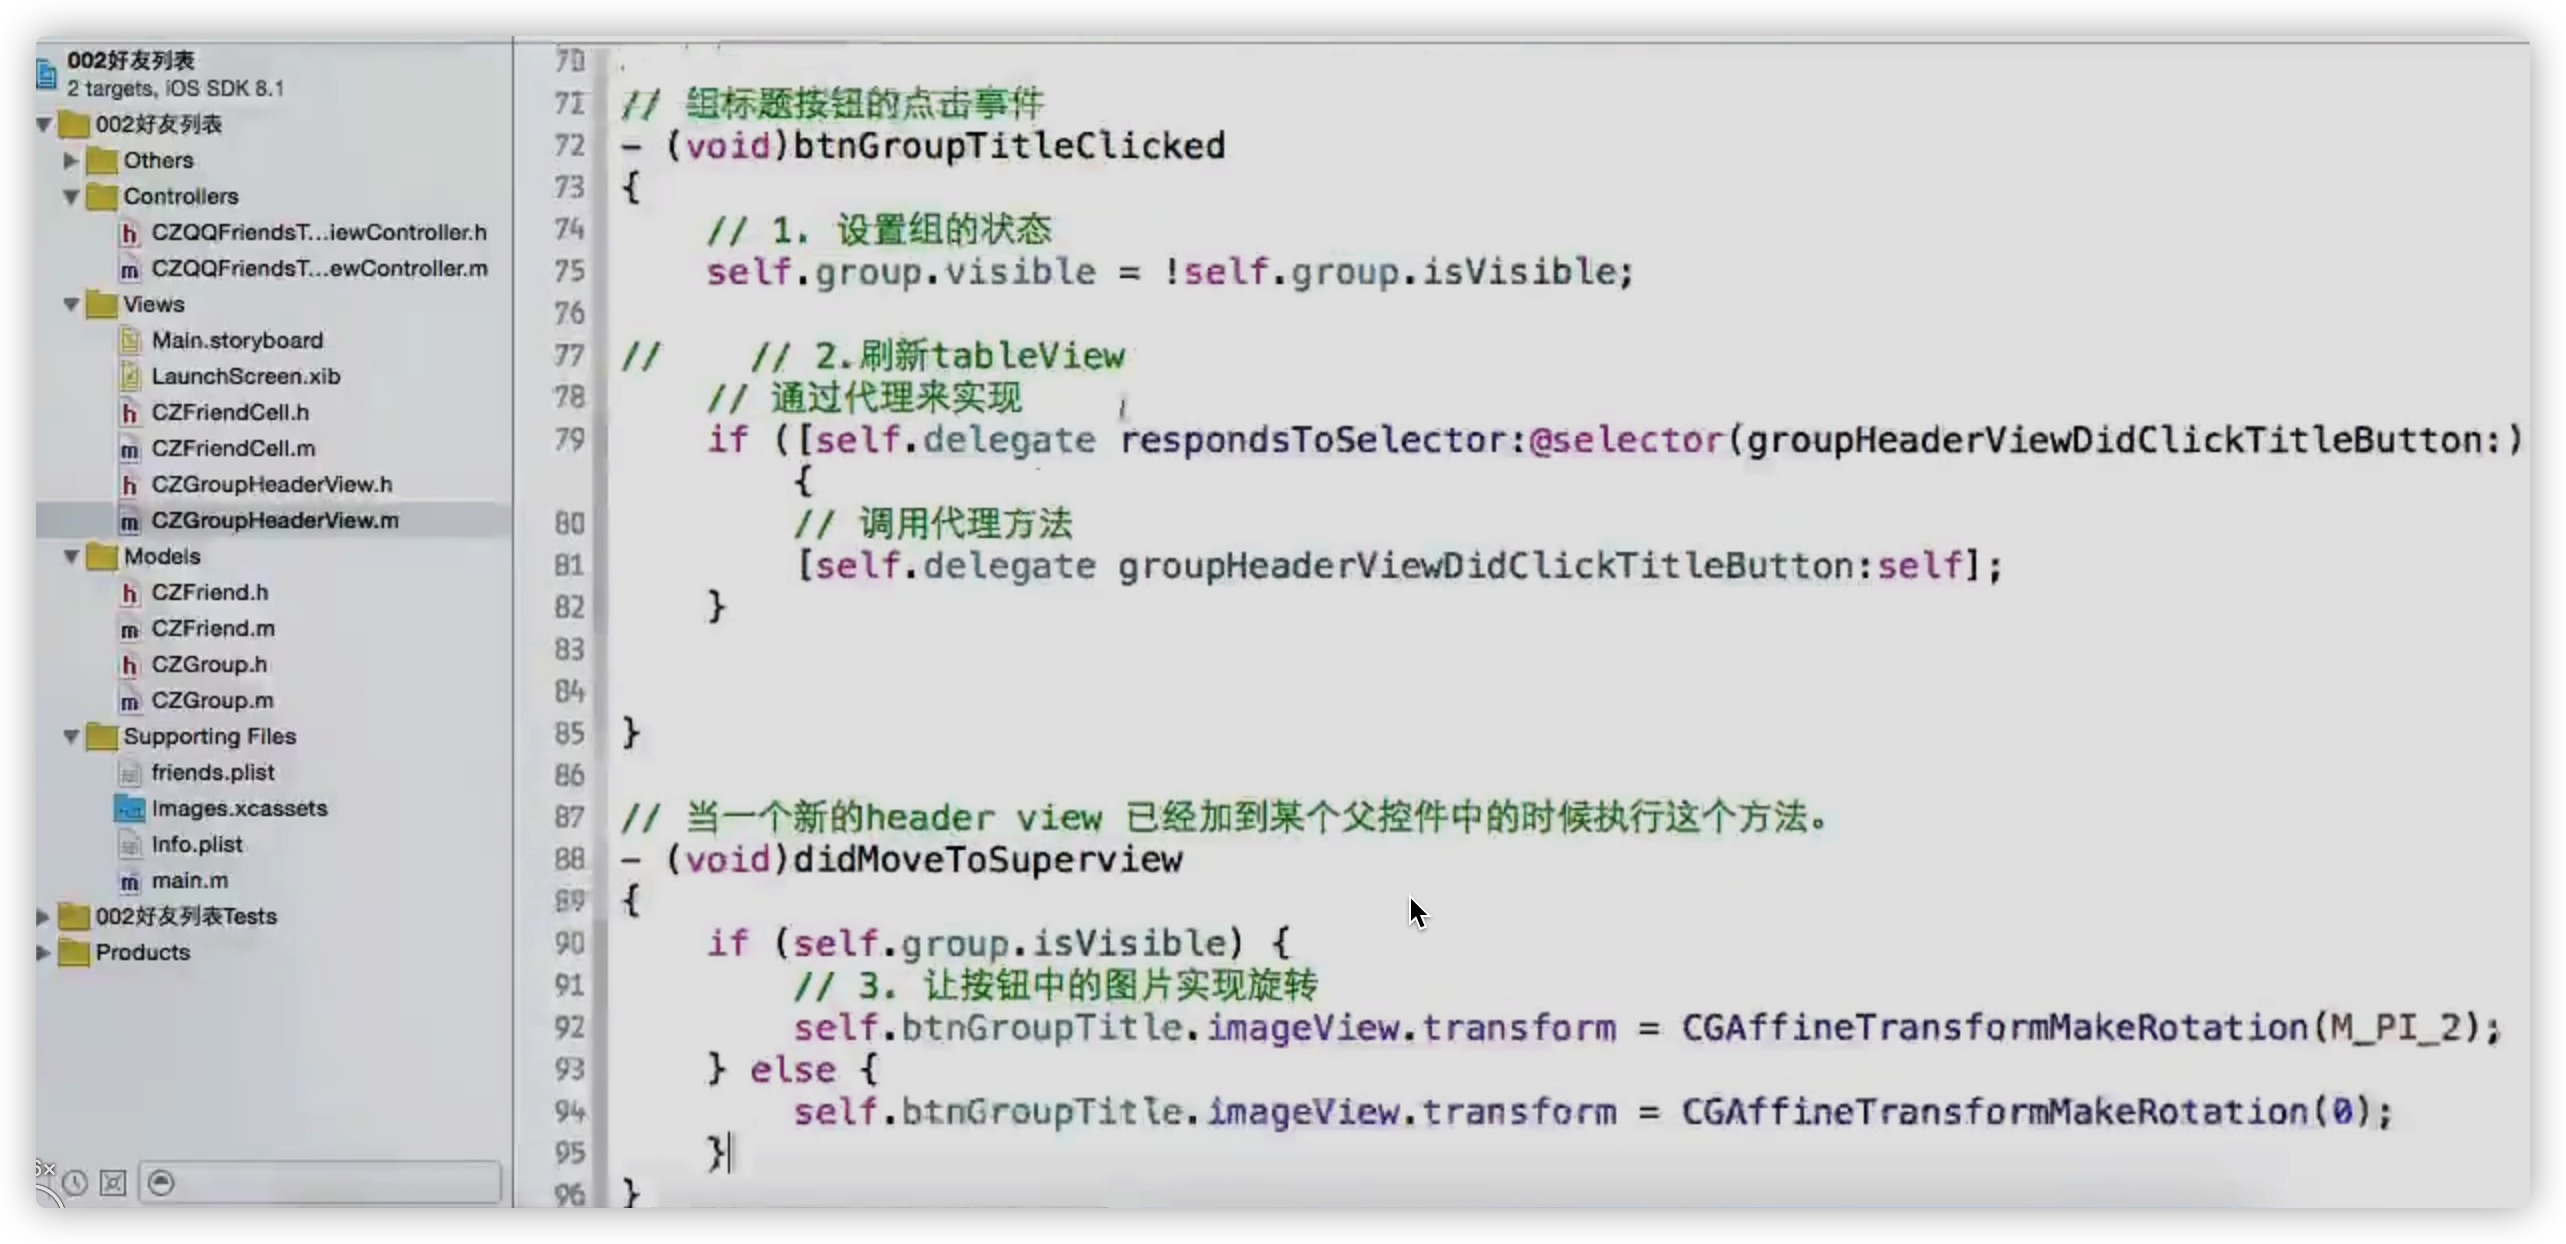 002好友列表
2 targets, iOS SDK 8.1
002好友列表
Others
Controllers
CZQQFriendsT...iewController.h
CZQQFriendsT...ewController.m
Views
Main.storyboard
LaunchScreen.xib
CZFriendCell.h
CZFriendCell.m
CZGroupHeaderView.h
CZGroupHeaderView.m
Models
CZFriend.h
CZFriend.m
CZGroup.h
CZGroup.m
Supporting Files
friends.plist
Images.xcassets
Info.plist
main.m
002好友列表Tests
Products
70
71 // 组标题按钮的点击事件
72 - (void)btnGroupTitleClicked
73 {
74 // 1. 设置组的状态
75 self.group.visible = !self.group.isVisible;
76
77 // // 2.刷新tableView
78 // 通过代理来实现
79 if ([self.delegate respondsToSelector:@selector(groupHeaderViewDidClickTitleButton:)
{
80 // 调用代理方法
81 [self.delegate groupHeaderViewDidClickTitleButton:self];
82 }
83
84
85 }
86
87 // 当一个新的header view 已经加到某个父控件中的时候执行这个方法。
88 - (void)didMoveToSuperview
89 {
90 if (self.group.isVisible) {
91 // 3. 让按钮中的图片实现旋转
92 self.btnGroupTitle.imageView.transform = CGAffineTransformMakeRotation(M_PI_2);
93 } else {
94 self.btnGroupTitle.imageView.transform = CGAffineTransformMakeRotation(0);
95 }
96 }